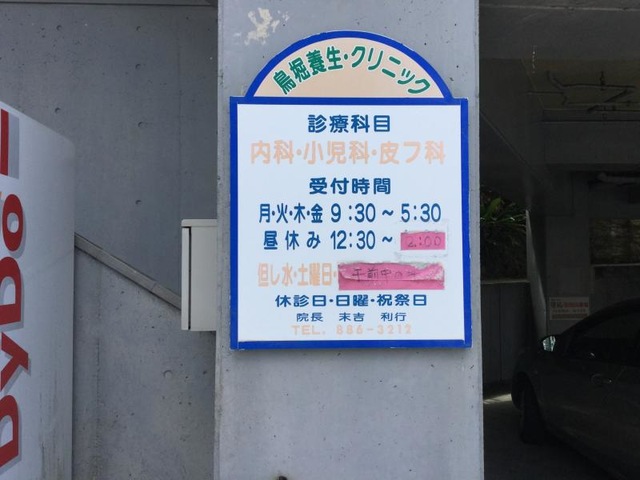 鳥堀養生・クリニック
診療科目
内科・小児科・皮フ科
受付時間
月・火・木・金 9:30～5:30
昼休み 12:30～ 2:00
但し水・土曜日・午前中のみ
休診日・日曜・祝祭日
院長 末吉 利行
TEL. 886-3212
DyDo